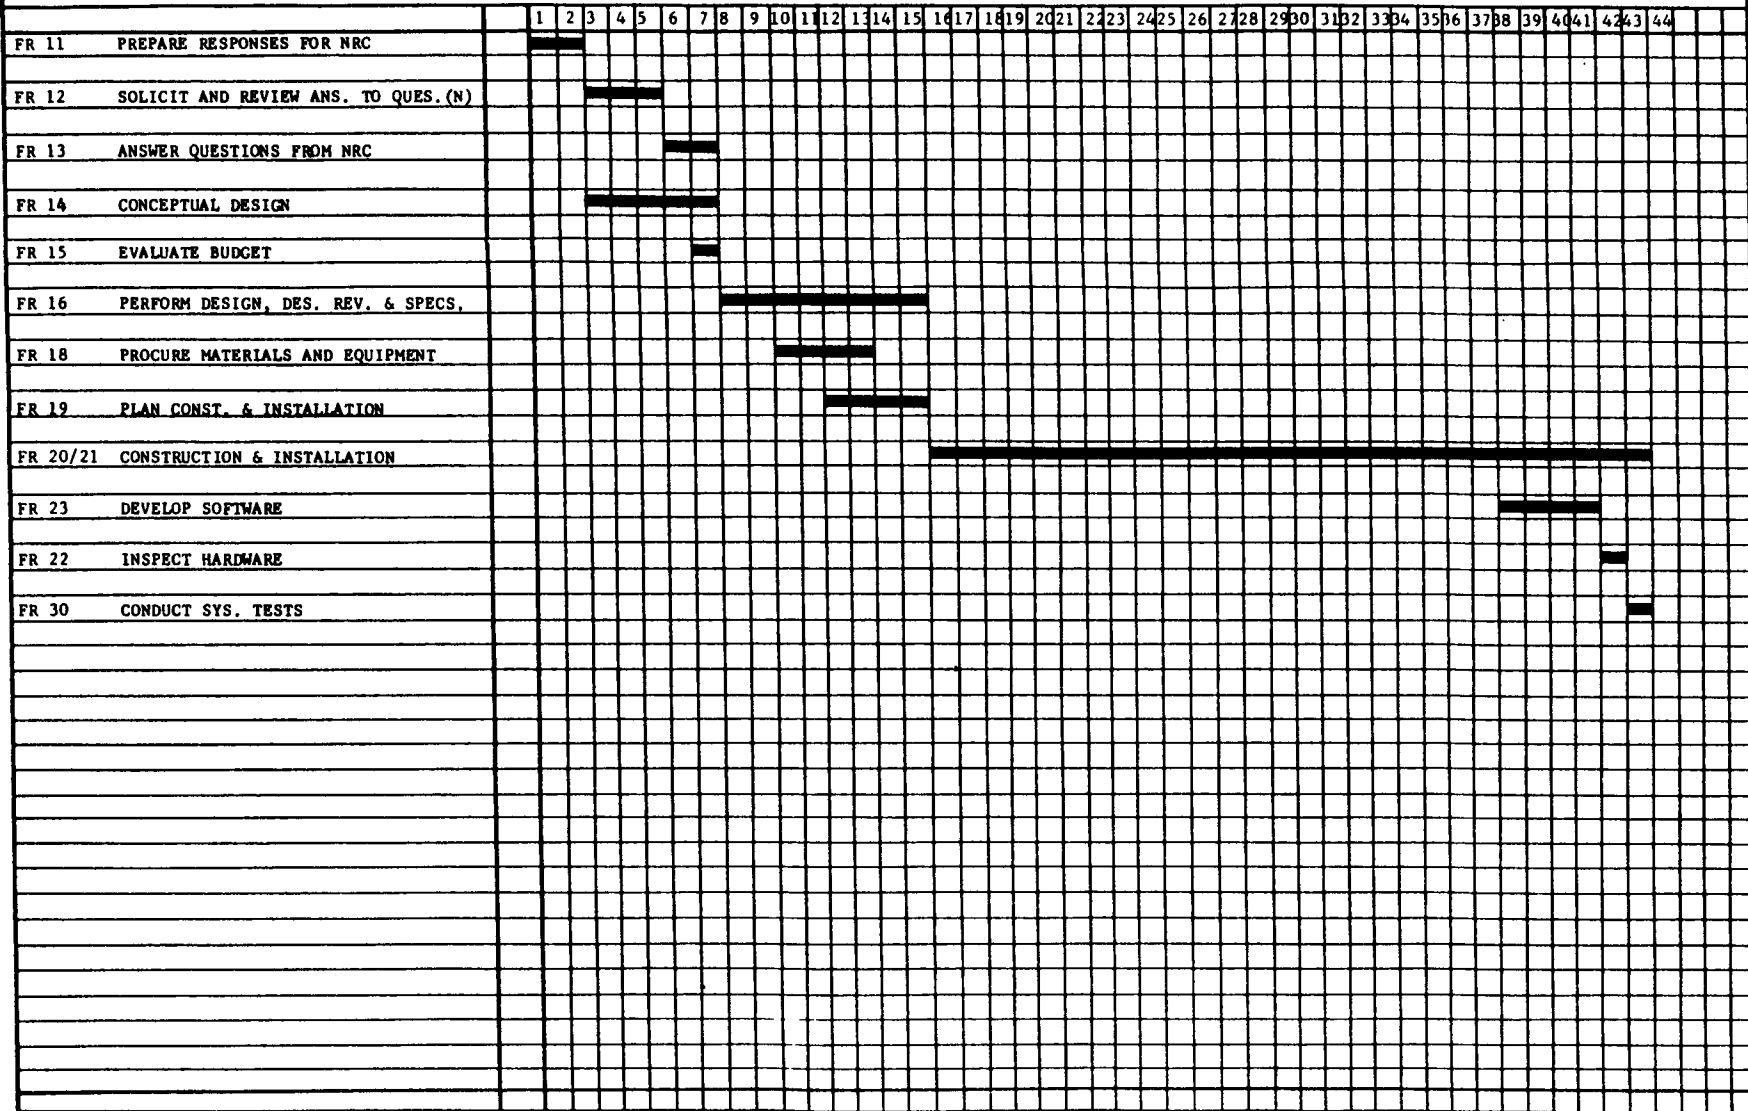 1 2 3 4 5 6 7 8 9 10 11 12 13 14 15 16 17 18 19 20 21 22 23 24 25 26 27 28 29 30 31 32 33 34 35 36 37 38 39 40 41 42 43 44
FR 11 PREPARE RESPONSES FOR NRC
FR 12 SOLICIT AND REVIEW ANS. TO QUES.(N)
FR 13 ANSWER QUESTIONS FROM NRC
FR 14 CONCEPTUAL DESIGN
FR 15 EVALUATE BUDGET
FR 16 PERFORM DESIGN, DES. REV. & SPECS.
FR 18 PROCURE MATERIALS AND EQUIPMENT
FR 19 PLAN CONST. & INSTALLATION
FR 20/21 CONSTRUCTION & INSTALLATION
FR 23 DEVELOP SOFTWARE
FR 22 INSPECT HARDWARE
FR 30 CONDUCT SYS. TESTS